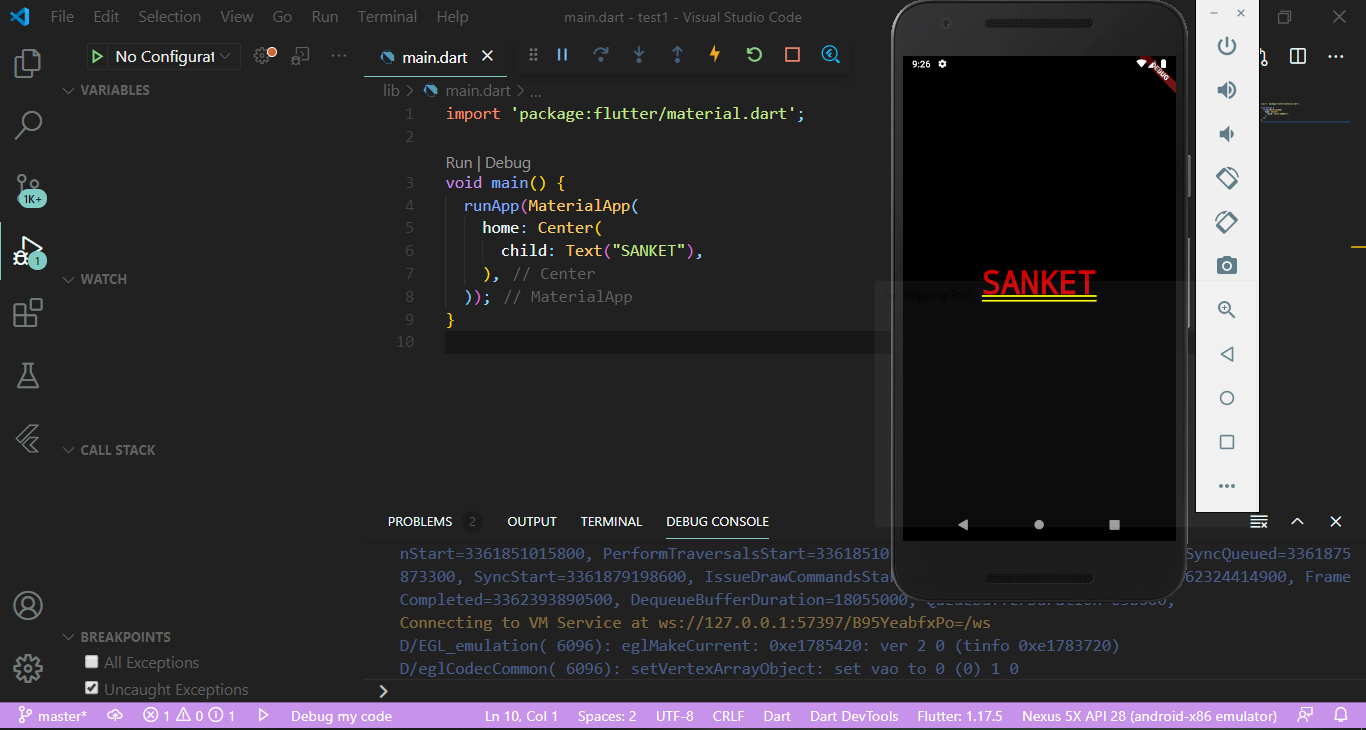 File Edit Selection View Go Run Terminal Help main.dart - test1 - Visual Studio Code
No Configurat
main.dart
VARIABLES
lib > main.dart > ...
1 import 'package:flutter/material.dart';
2
Run | Debug
3 void main() {
4 runApp(MaterialApp(
5 home: Center(
6 child: Text("SANKET"),
7 ), // Center
8 )); // MaterialApp
9 }
10
1K+
1
WATCH
CALL STACK
BREAKPOINTS
All Exceptions
Uncaught Exceptions
9:26
DEBUG
SANKET
Snipping Tool
PROBLEMS 2 OUTPUT TERMINAL DEBUG CONSOLE
nStart=3361851015800, PerformTraversalsStart=33618510 SyncQueued=3361875
873300, SyncStart=3361879198600, IssueDrawCommandsStar 62324414900, Frame
Completed=3362393890500, DequeueBufferDuration=18055000,
Connecting to VM Service at ws://127.0.0.1:57397/B95YeabfxPo=/ws
D/EGL_emulation( 6096): eglMakeCurrent: 0xe1785420: ver 2 0 (tinfo 0xe1783720)
D/eglCodecCommon( 6096): setVertexArrayObject: set vao to 0 (0) 1 0
>
master* 1 0 1 Debug my code Ln 10, Col 1 Spaces: 2 UTF-8 CRLF Dart Dart DevTools Flutter: 1.17.5 Nexus 5X API 28 (android-x86 emulator)